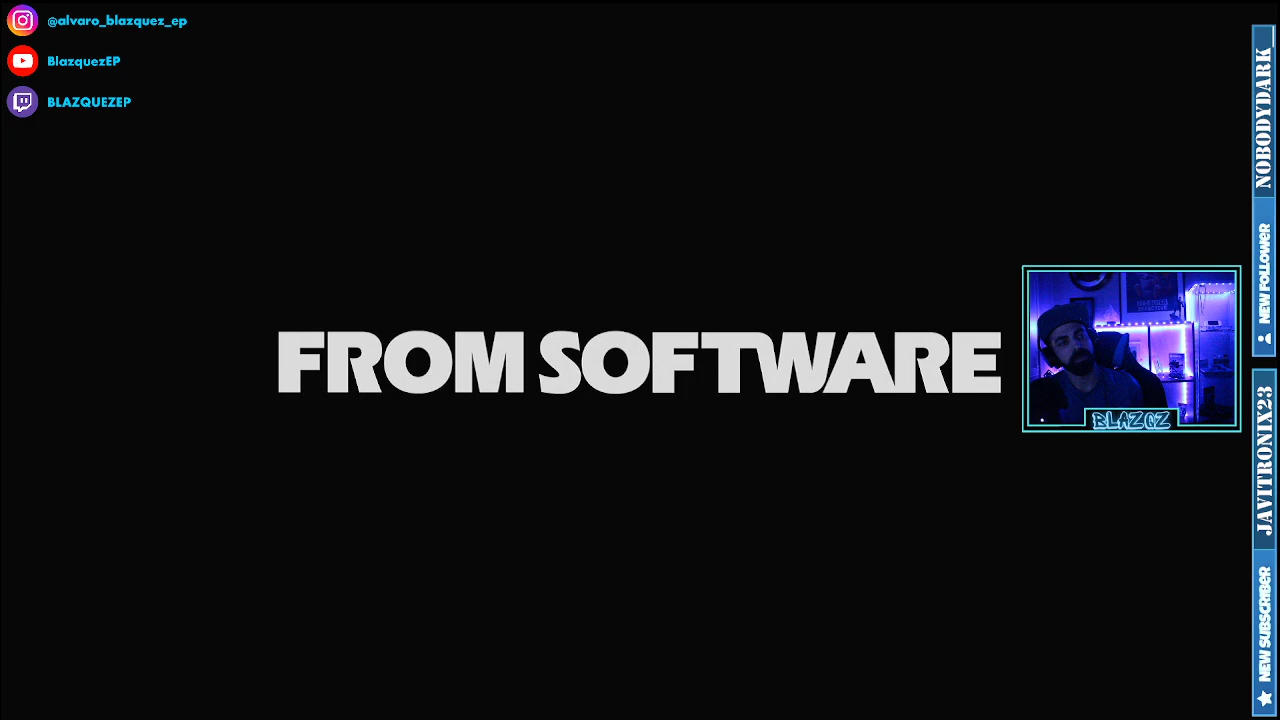 @alvaro_blazquez_ep
BlazquezEP
BLAZQUEZEP
FROM SOFTWARE
BLAZQZ
NOBODYDARK
NEW FOLLOWER
JAVITRONIX23
NEW SUBSCRIBER